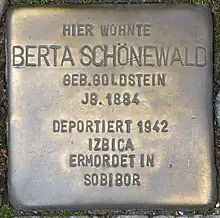 HIER WOHNTE
BERTA SCHÖNEWALD
GEB. GOLDSTEIN
JG. 1884
DEPORTIERT 1942
IZBICA
ERMORDET IN
SOBIBOR